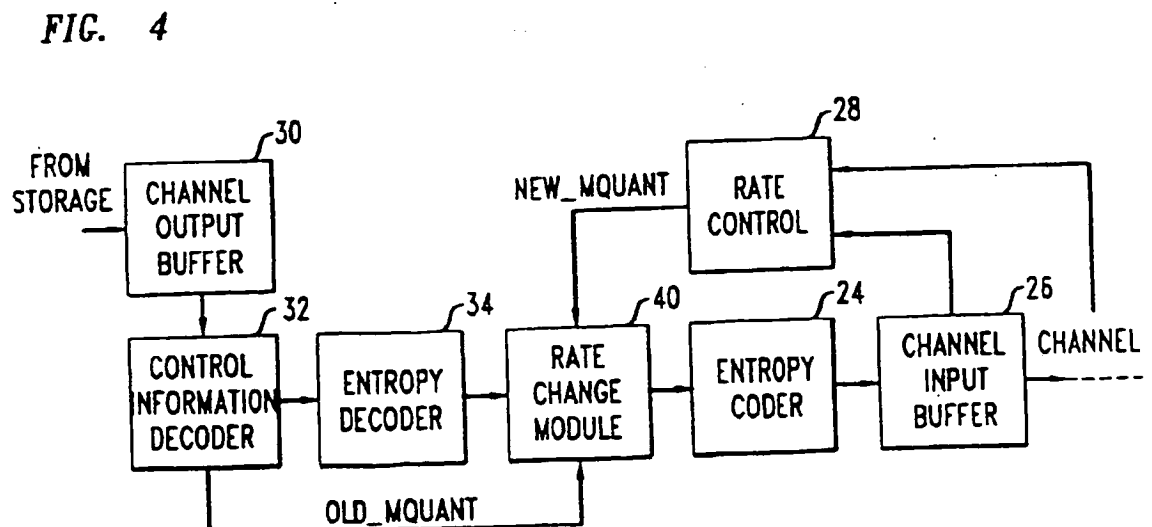 FIG. 4
28
30
FROM
STORAGE
CHANNEL
OUTPUT
BUFFER
NEW_MQUANT
RATE
CONTROL
32
34
40
24
26
CONTROL
INFORMATION
DECODER
ENTROPY
DECODER
RATE
CHANGE
MODULE
ENTROPY
CODER
CHANNEL
INPUT
BUFFER
CHANNEL
OLD_MQUANT